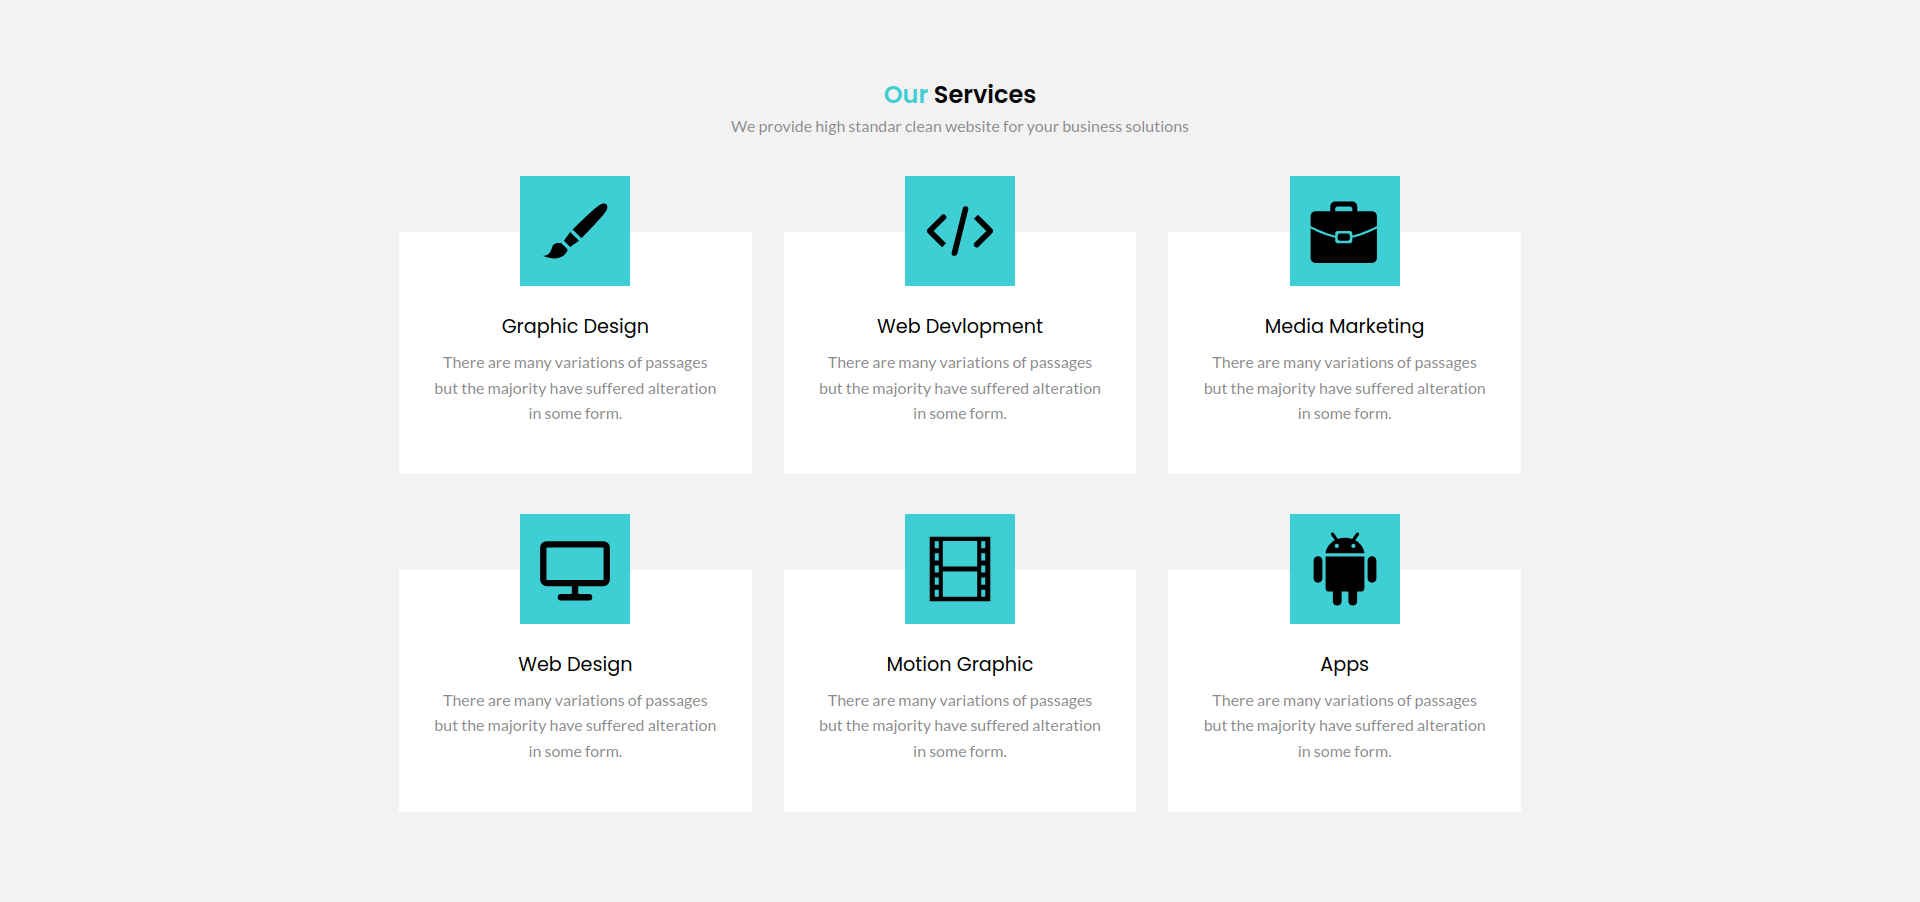 Our Services
We provide high standar clean website for your business solutions
Graphic Design
There are many variations of passages
but the majority have suffered alteration
in some form.
Web Devlopment
There are many variations of passages
but the majority have suffered alteration
in some form.
Media Marketing
There are many variations of passages
but the majority have suffered alteration
in some form.
Web Design
There are many variations of passages
but the majority have suffered alteration
in some form.
Motion Graphic
There are many variations of passages
but the majority have suffered alteration
in some form.
Apps
There are many variations of passages
but the majority have suffered alteration
in some form.